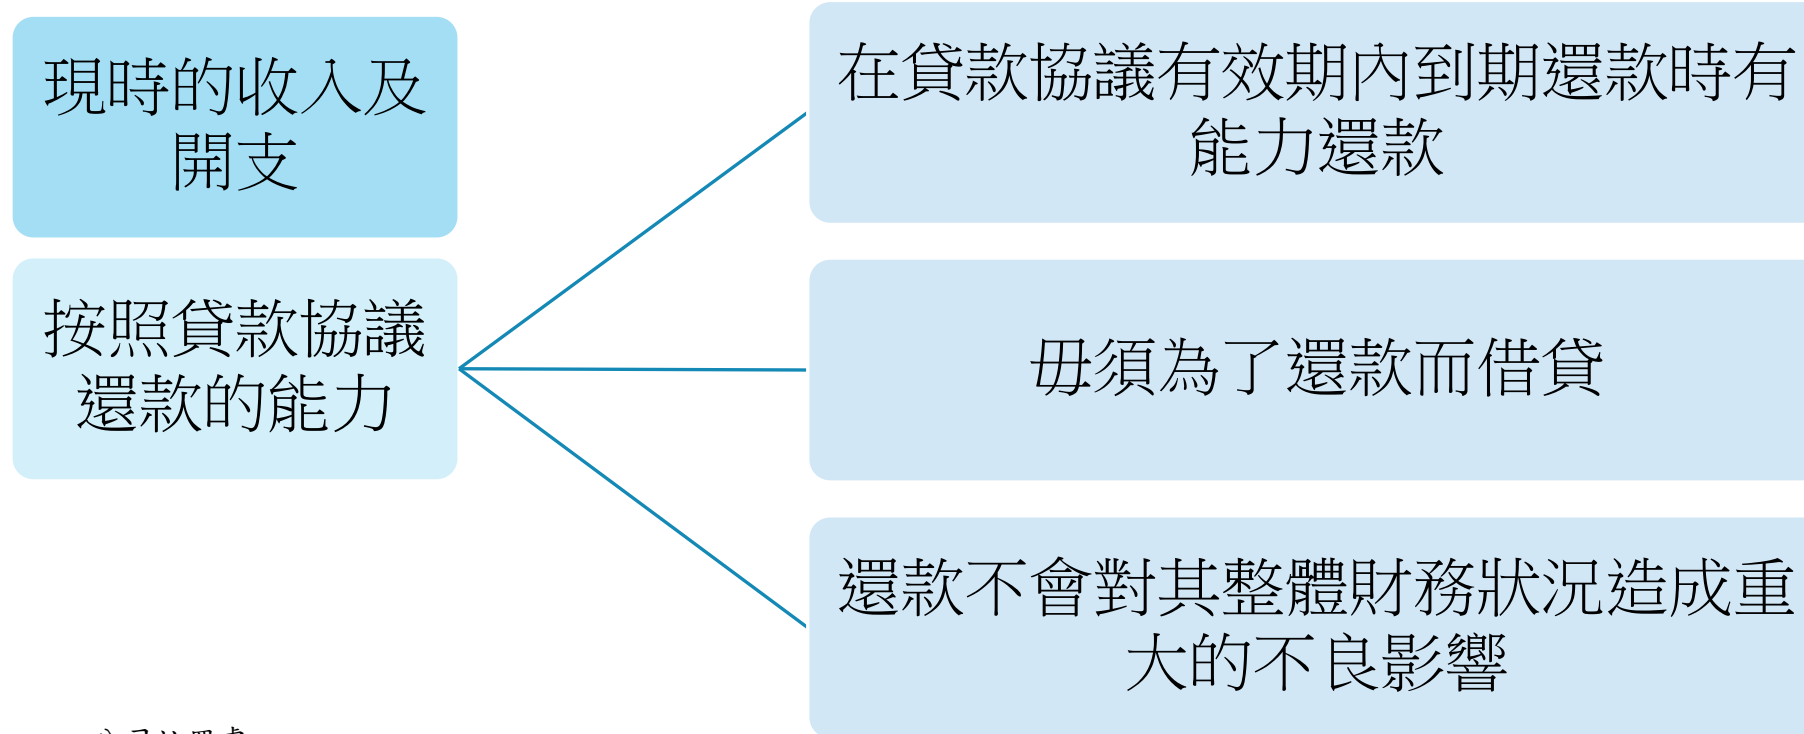 現時的收入及
開支
按照貸款協議
還款的能力
在貸款協議有效期內到期還款時有
能力還款
毋須為了還款而借貸
還款不會對其整體財務狀況造成重
大的不良影響